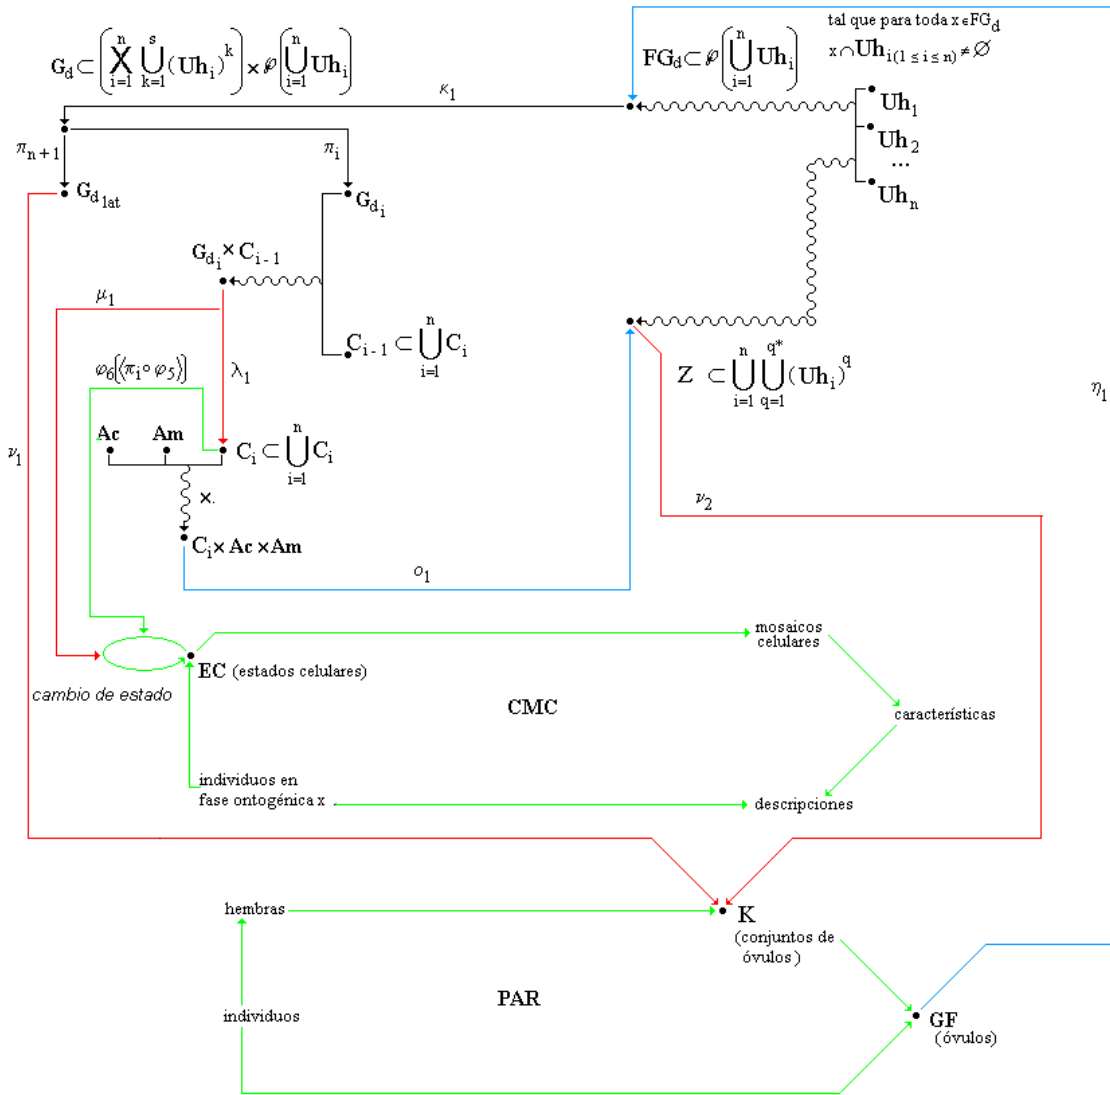 G_d ⊂ (⨉_{i=1}^{n} ⋃_{k=1}^{s} (Uh_i)^k) × ℘(⋃_{i=1}^{n} Uh_i)
FG_d ⊂ ℘(⋃_{i=1}^{n} Uh_i)
tal que para toda x ∈ FG_d
x ∩ Uh_{i(1 ≤ i ≤ n)} ≠ ∅
κ_1
Uh_1
Uh_2
...
Uh_n
π_{n+1}
π_i
G_{d_{1at}}
G_{d_i}
G_{d_i} × C_{i-1}
μ_1
C_{i-1} ⊂ ⋃_{i=1}^{n} C_i
φ_6[⟨π_i ∘ φ_5⟩]
λ_1
Z ⊂ ⋃_{i=1}^{n} ⋃_{q=1}^{q*} (Uh_i)^q
η_1
ν_1
Ac
Am
C_i ⊂ ⋃_{i=1}^{n} C_i
×.
ν_2
C_i × Ac × Am
ο_1
mosaicos
celulares
EC (estados celulares)
cambio de estado
CMC
características
individuos en
fase ontogénica x
descripciones
hembras
K
(conjuntos de
óvulos)
PAR
individuos
GF
(óvulos)